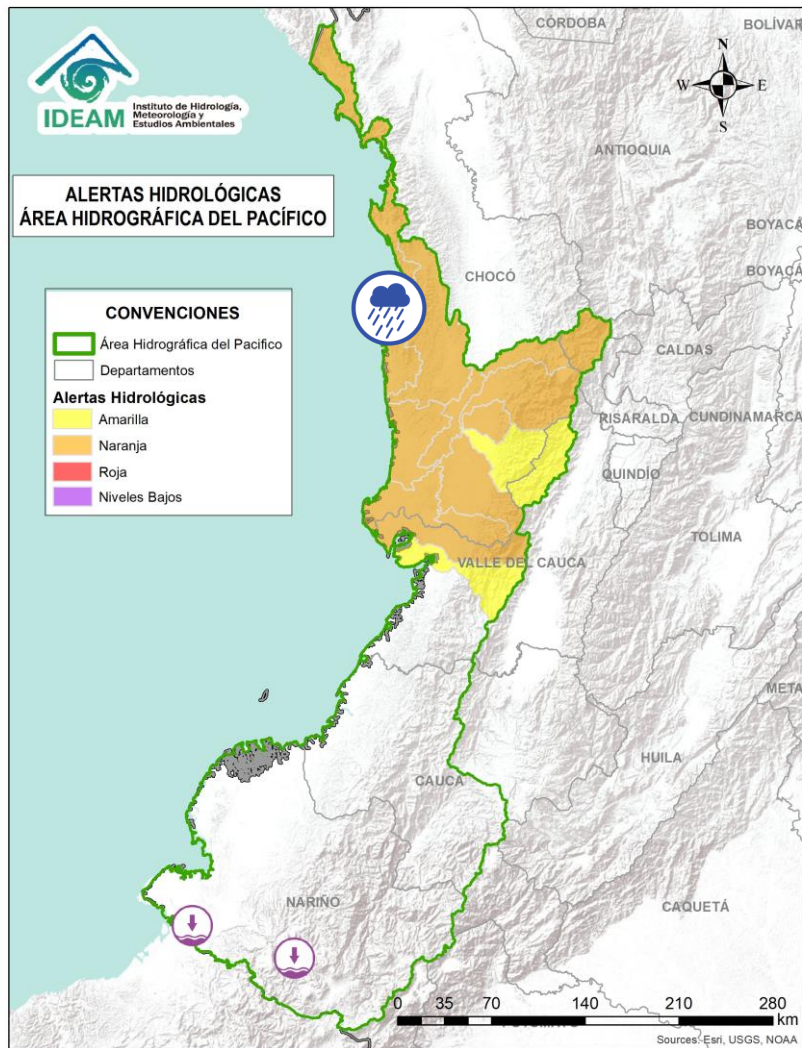 CÓRDOBA
BOLÍVAR
IDEAM
Instituto de Hidrología,
Meteorología y
Estudios Ambientales
N
W E
S
ANTIOQUIA
ALERTAS HIDROLÓGICAS
ÁREA HIDROGRÁFICA DEL PACÍFICO
BOYACÁ
BOYACÁ
CHOCÓ
CONVENCIONES
Área Hidrográfica del Pacifico
Departamentos
Alertas Hidrológicas
Amarilla
Naranja
Roja
Niveles Bajos
CALDAS
RISARALDA
CUNDINAMARCA
QUINDÍO
TOLIMA
VALLE DEL CAUCA
META
HUILA
CAUCA
NARIÑO
CAQUETÁ
0 35 70 140 210 280
km
Sources: Esri, USGS, NOAA